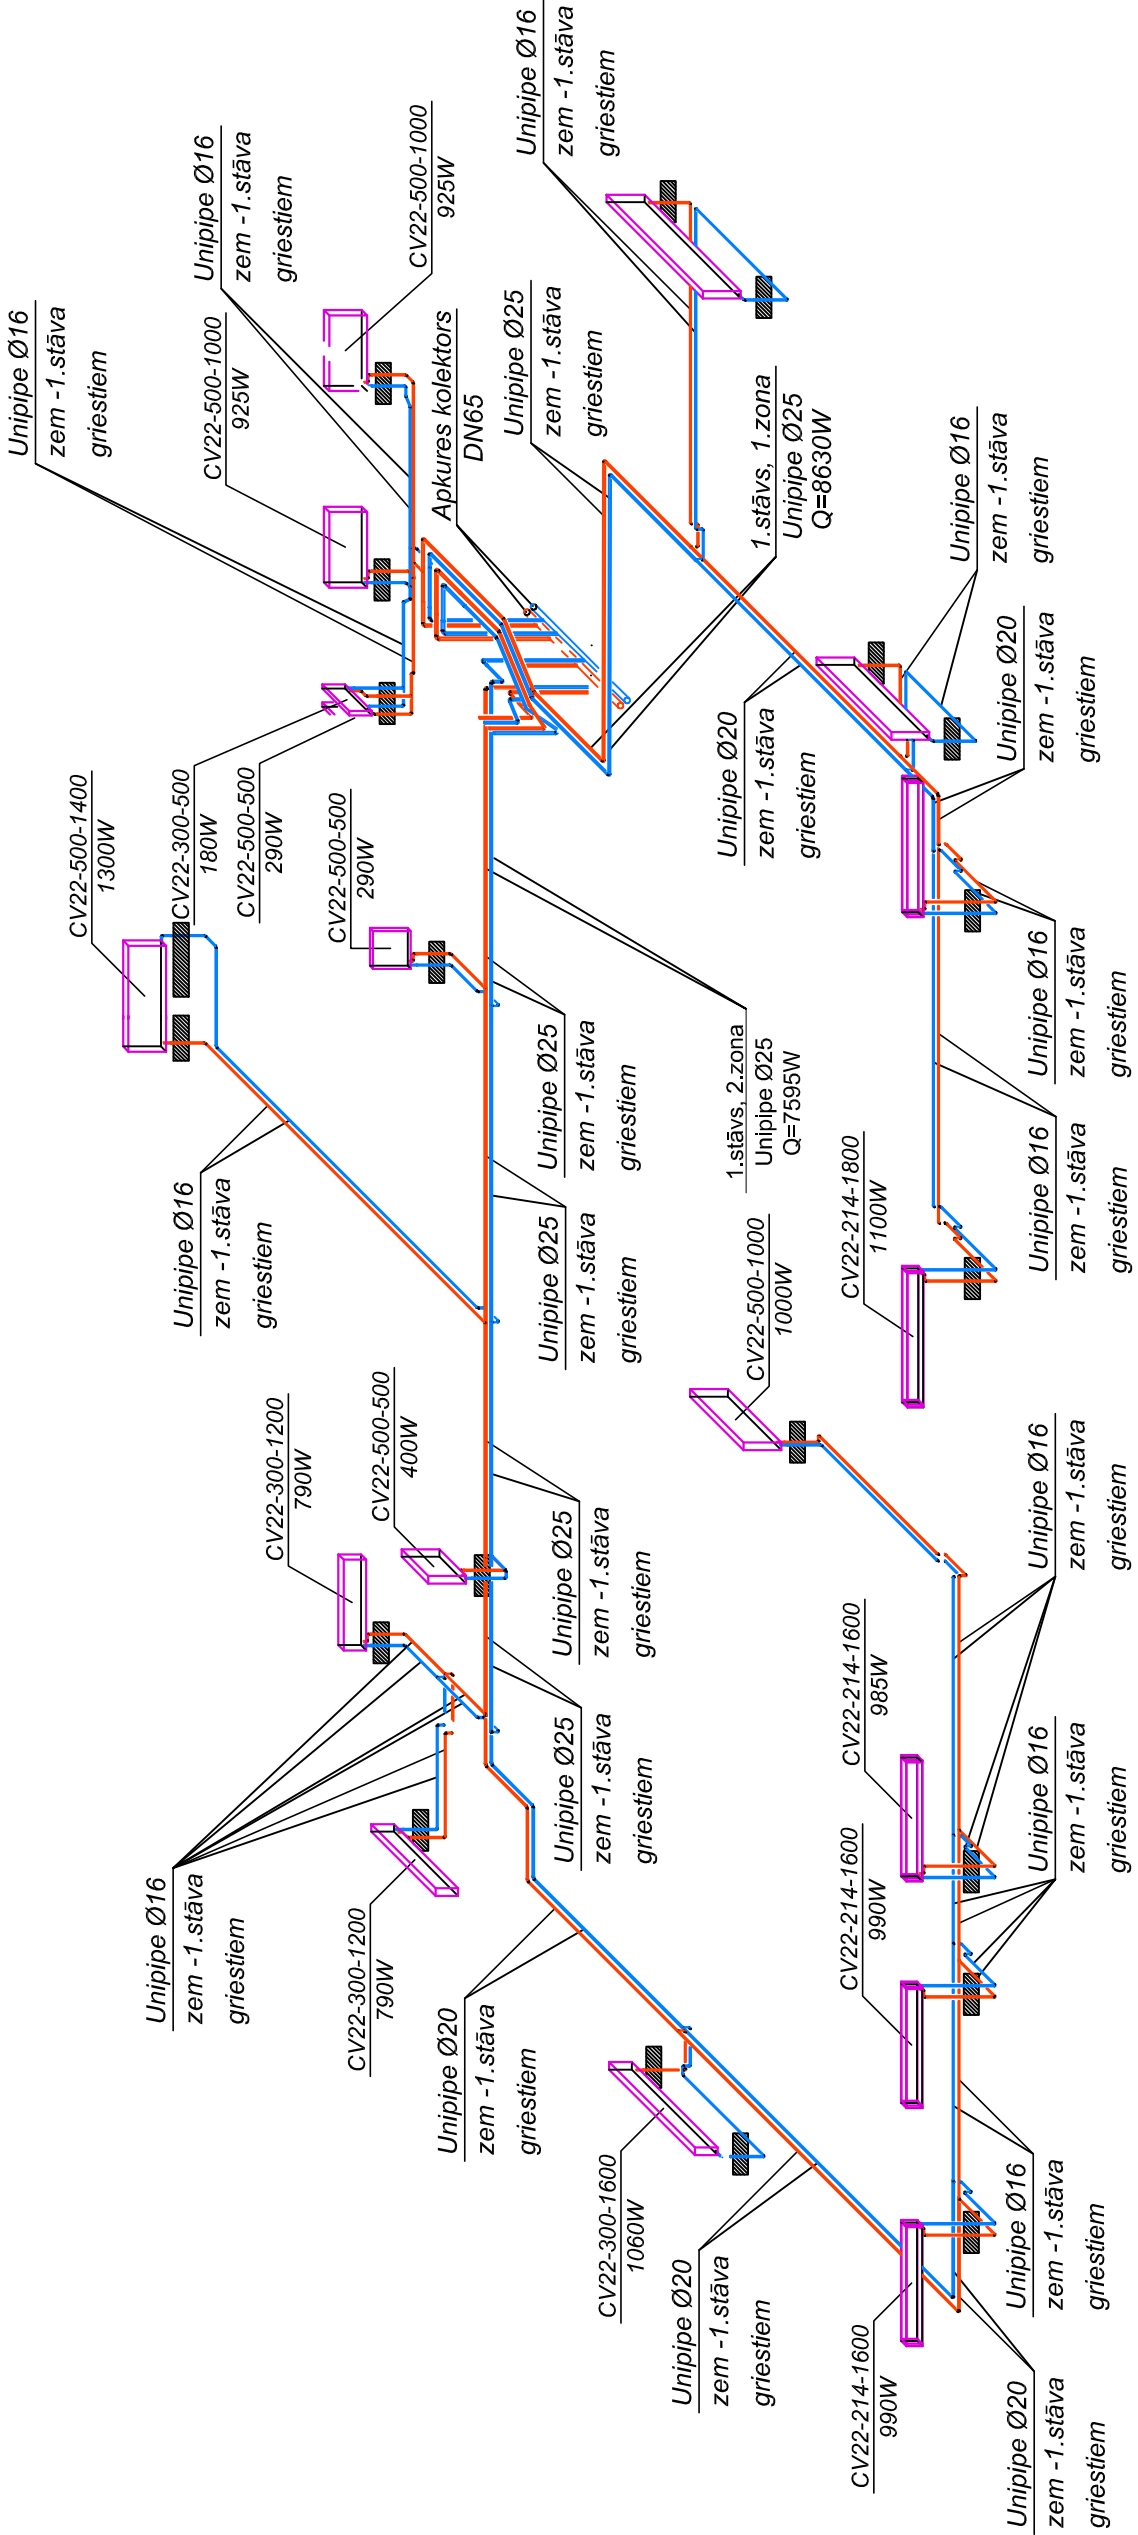 Unipipe Ø16
zem -1.stāva
griestiem
Unipipe Ø16
zem -1.stāva
griestiem
CV22-500-1000
925W
CV22-500-1000
925W
Apkures kolektors
DN65
Unipipe Ø16
zem -1.stāva
griestiem
Unipipe Ø25
zem -1.stāva
griestiem
1.stāvs, 1.zona
Unipipe Ø25
Q=8630W
Unipipe Ø16
zem -1.stāva
griestiem
Unipipe Ø20
zem -1.stāva
griestiem
Unipipe Ø20
zem -1.stāva
griestiem
CV22-500-1400
1300W
CV22-300-500
180W
CV22-500-500
290W
CV22-500-500
290W
Unipipe Ø16
zem -1.stāva
griestiem
Unipipe Ø25
zem -1.stāva
griestiem
1.stāvs, 2.zona
Unipipe Ø25
Q=7595W
Unipipe Ø16
zem -1.stāva
griestiem
Unipipe Ø16
zem -1.stāva
griestiem
Unipipe Ø25
zem -1.stāva
griestiem
CV22-214-1800
1100W
CV22-500-1000
1000W
CV22-300-1200
790W
CV22-500-500
400W
Unipipe Ø25
zem -1.stāva
griestiem
Unipipe Ø16
zem -1.stāva
griestiem
CV22-214-1600
985W
Unipipe Ø25
zem -1.stāva
griestiem
Unipipe Ø16
zem -1.stāva
griestiem
CV22-214-1600
990W
Unipipe Ø16
zem -1.stāva
griestiem
CV22-300-1200
790W
Unipipe Ø20
zem -1.stāva
griestiem
CV22-300-1600
1060W
Unipipe Ø16
zem -1.stāva
griestiem
Unipipe Ø20
zem -1.stāva
griestiem
CV22-214-1600
990W
Unipipe Ø20
zem -1.stāva
griestiem